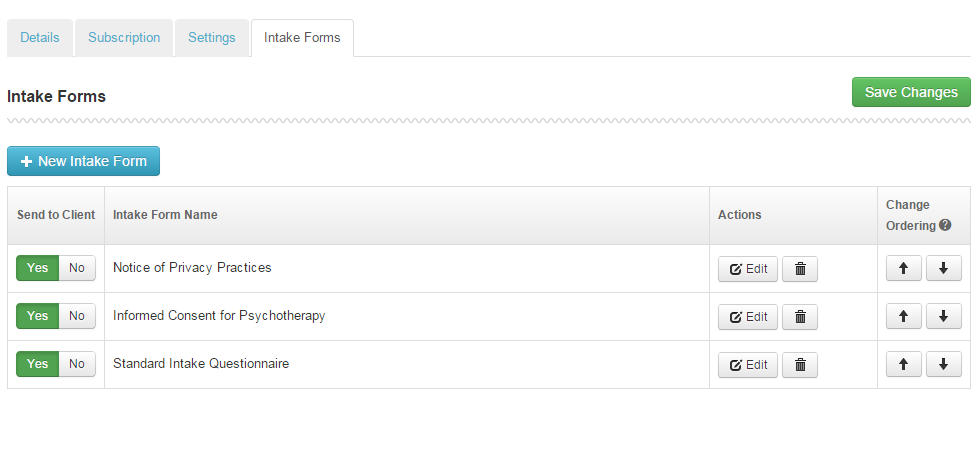 Details Subscription Settings Intake Forms
Intake Forms
Save Changes
New Intake Form
Send to Client Intake Form Name Actions Change Ordering
Yes No Notice of Privacy Practices Edit
Yes No Informed Consent for Psychotherapy Edit
Yes No Standard Intake Questionnaire Edit